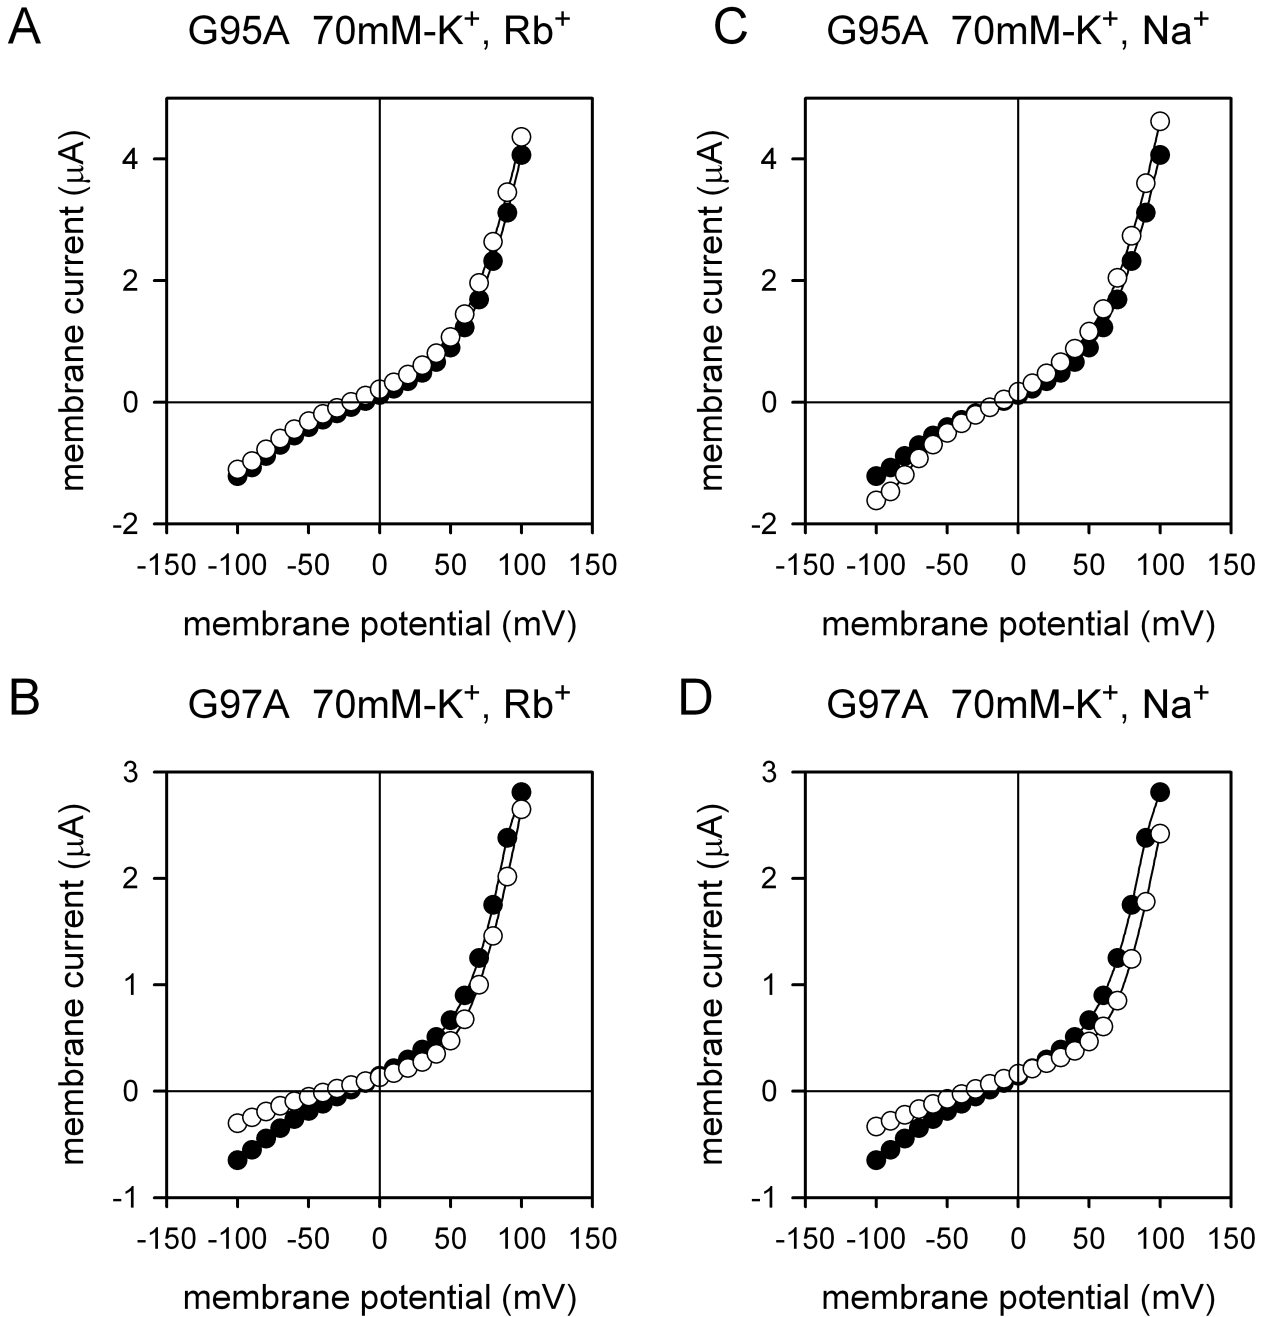 A
G95A 70mM-K⁺, Rb⁺
membrane current (µA)
4
2
0
-2
-150 -100 -50 0 50 100 150
membrane potential (mV)
C
G95A 70mM-K⁺, Na⁺
membrane current (µA)
4
2
0
-2
-150 -100 -50 0 50 100 150
membrane potential (mV)
B
G97A 70mM-K⁺, Rb⁺
membrane current (µA)
3
2
1
0
-1
-150 -100 -50 0 50 100 150
membrane potential (mV)
D
G97A 70mM-K⁺, Na⁺
membrane current (µA)
3
2
1
0
-1
-150 -100 -50 0 50 100 150
membrane potential (mV)